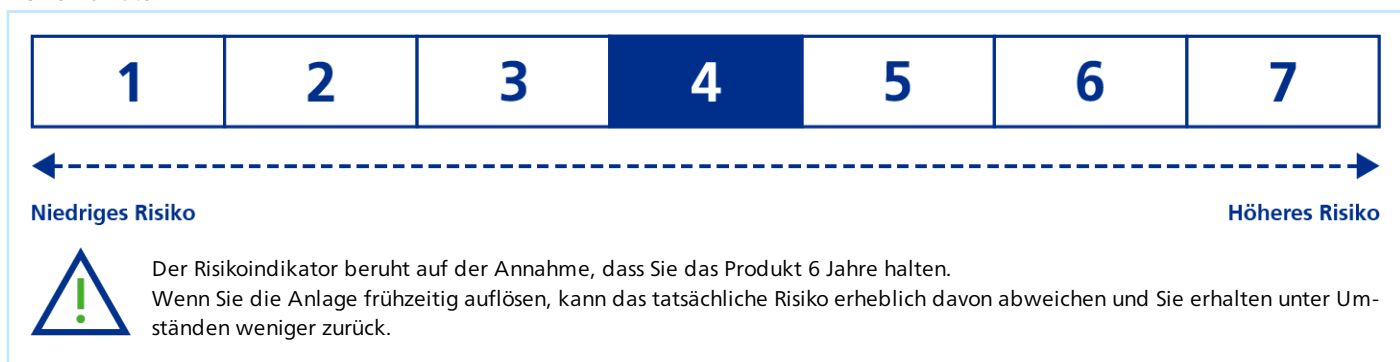 1 2 3 4 5 6 7
Niedriges Risiko Höheres Risiko
Der Risikoindikator beruht auf der Annahme, dass Sie das Produkt 6 Jahre halten.
Wenn Sie die Anlage frühzeitig auflösen, kann das tatsächliche Risiko erheblich davon abweichen und Sie erhalten unter Um-
ständen weniger zurück.